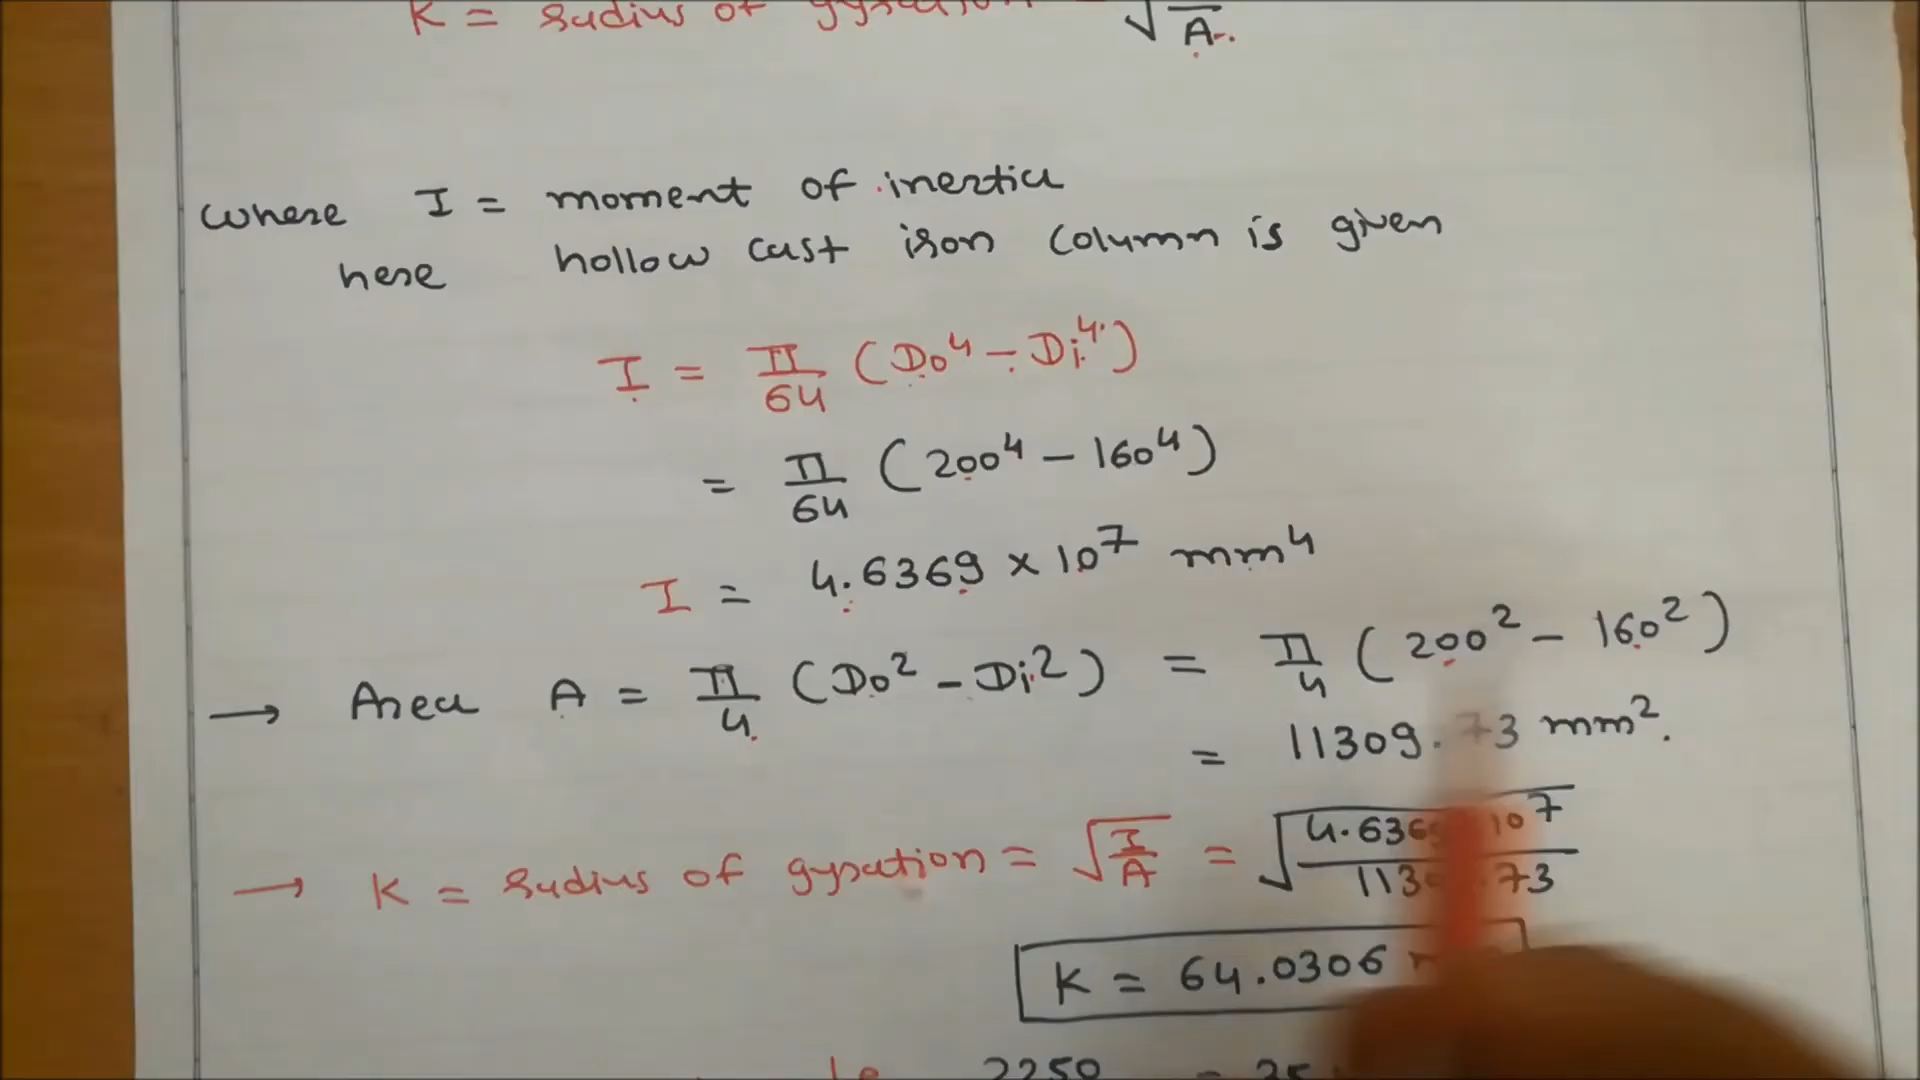 K = radius of gyration √ A.
where I = moment of inertia
here hollow cast iron column is given
I = π/64 (Do⁴ - Di⁴)
= π/64 (200⁴ - 160⁴)
I = 4.6369 × 10⁷ mm⁴
→ Area A = π/4 (Do² - Di²) = π/4 (200² - 160²)
= 11309.73 mm².
→ K = radius of gyration = √(I/A) = √(4.636 10⁷/113 73)
K = 64.0306
Le 2250 =